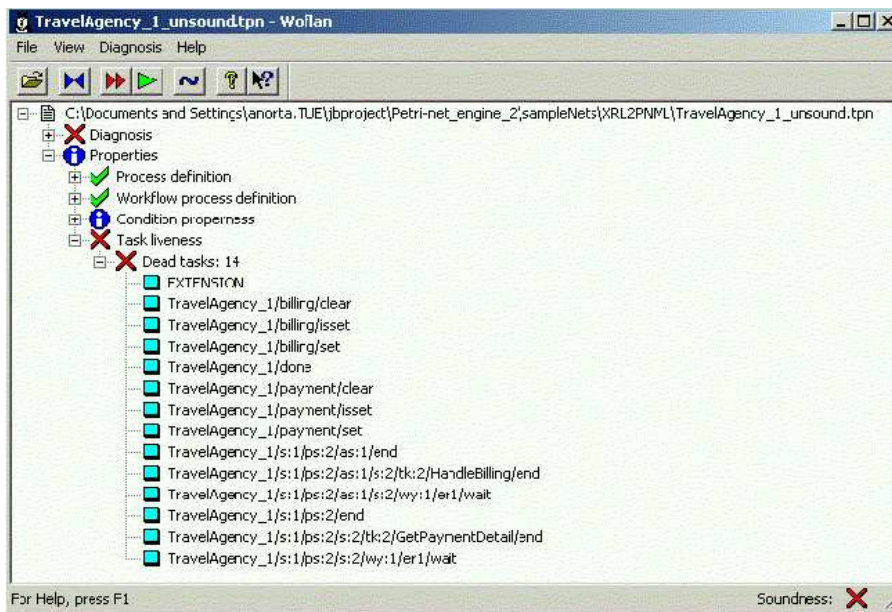 TravelAgency_1_unsound.tpn - Woflan
File View Diagnosis Help
C:\Documents and Settings\anorta.TUE\jbproject\Petri-net_engine_2\sampleNets\XRL2PNML\TravelAgency_1_unsound.tpn
Diagnosis
Properties
Process definition
Workflow process definition
Condition properness
Task liveness
Dead tasks: 14
EXTENSION
TravelAgency_1/billing/clear
TravelAgency_1/billing/isset
TravelAgency_1/billing/set
TravelAgency_1/done
TravelAgency_1/payment/clear
TravelAgency_1/payment/isset
TravelAgency_1/payment/set
TravelAgency_1/s:1/ps:2/as:1/end
TravelAgency_1/s:1/ps:2/as:1/s:2/tk:2/HandleBilling/end
TravelAgency_1/s:1/ps:2/as:1/s:2/wy:1/er1/wait
TravelAgency_1/s:1/ps:2/end
TravelAgency_1/s:1/ps:2/s:2/tk:2/GetPaymentDetail/end
TravelAgency_1/s:1/ps:2/s:2/wy:1/er1/wait
For Help, press F1
Soundness: